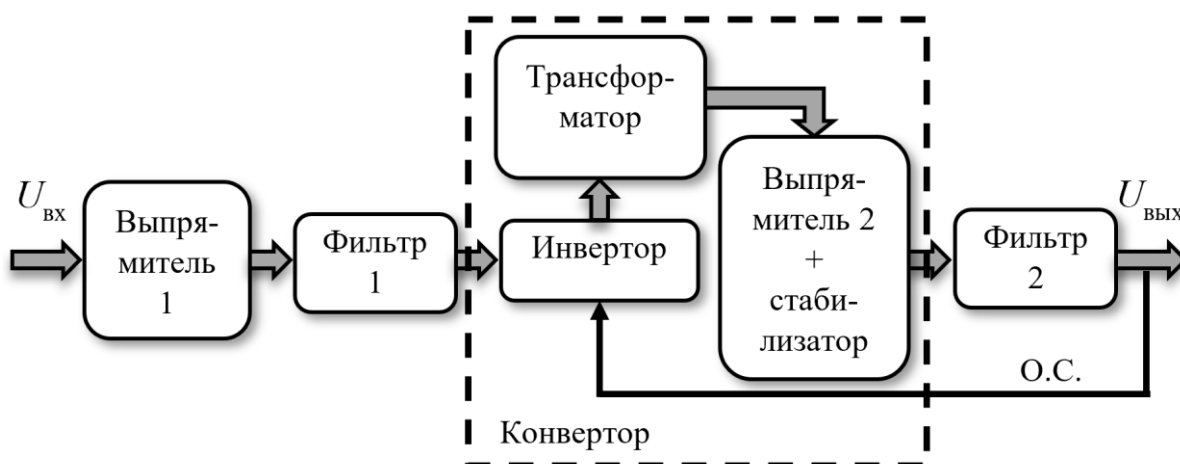 U вх
Выпря-
митель
1
Фильтр
1
Трансфор-
матор
Инвертор
Выпря-
митель 2
+
стаби-
лизатор
Фильтр
2
U вых
О.С.
Конвертор